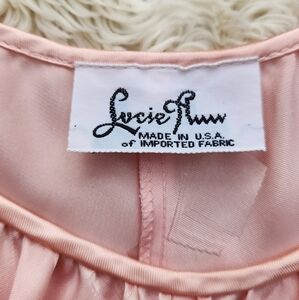 Lucie Ann
MADE IN U.S.A.
of IMPORTED FABRIC